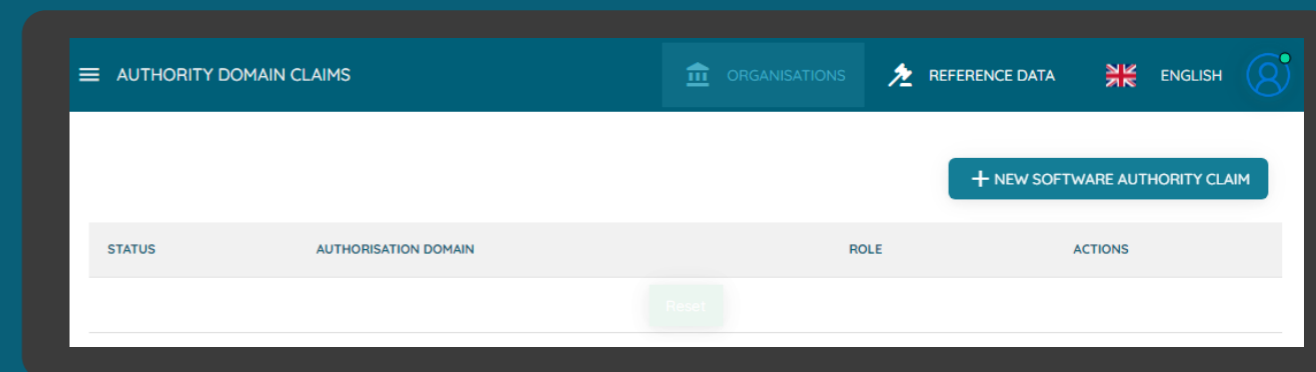 AUTHORITY DOMAIN CLAIMS ORGANISATIONS REFERENCE DATA ENGLISH
+ NEW SOFTWARE AUTHORITY CLAIM
STATUS AUTHORISATION DOMAIN ROLE ACTIONS
Reset